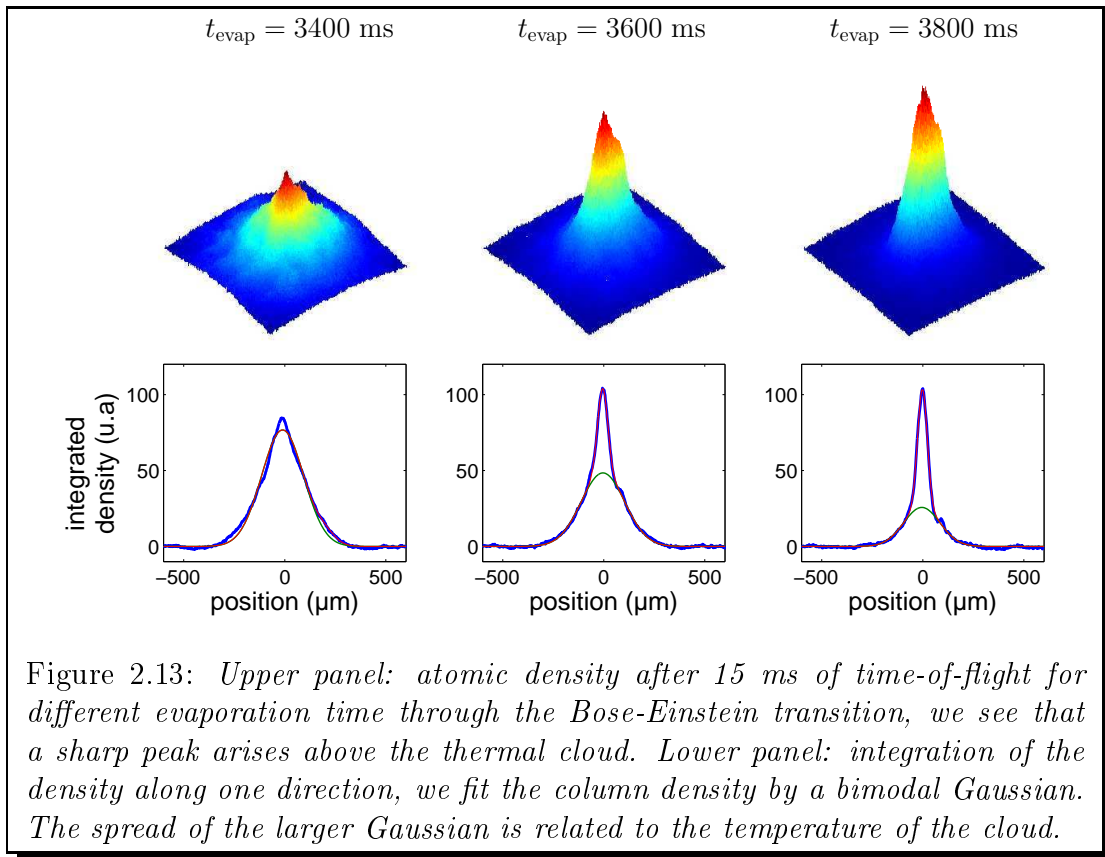 t_evap = 3400 ms
t_evap = 3600 ms
t_evap = 3800 ms
integrated
density (u.a)
100
50
0
−500
0
500
position (µm)
100
50
0
−500
0
500
position (µm)
100
50
0
−500
0
500
position (µm)
Figure 2.13: Upper panel: atomic density after 15 ms of time-of-flight for
different evaporation time through the Bose-Einstein transition, we see that
a sharp peak arises above the thermal cloud. Lower panel: integration of the
density along one direction, we fit the column density by a bimodal Gaussian.
The spread of the larger Gaussian is related to the temperature of the cloud.